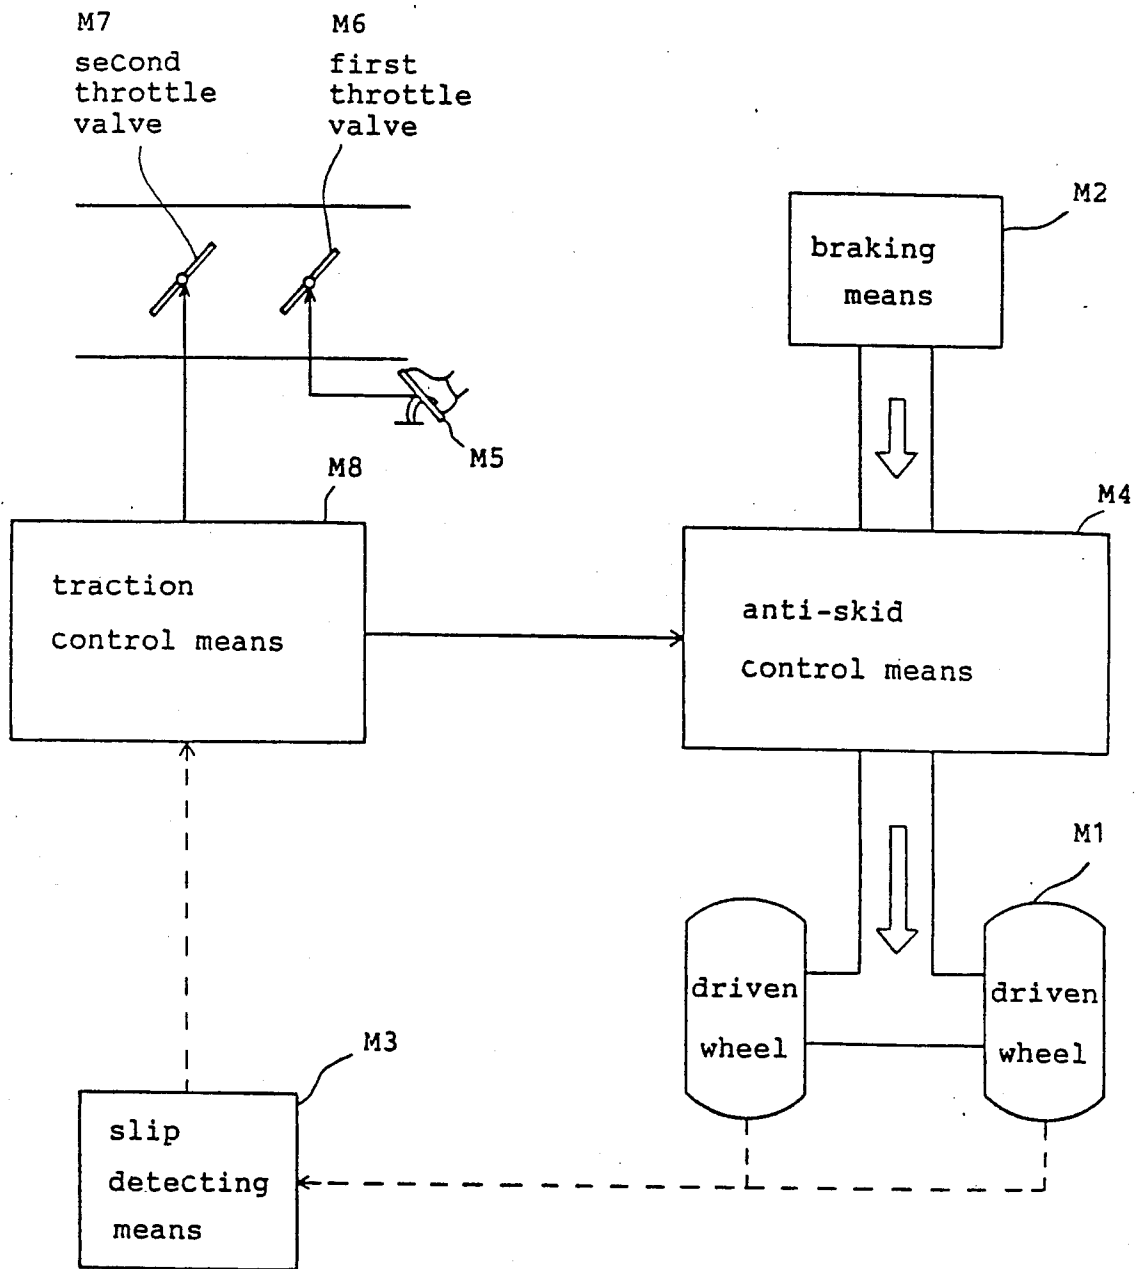 M7
second
throttle
valve
M6
first
throttle
valve
M2
braking
means
M5
M8
traction
control means
M4
anti-skid
control means
M1
driven
wheel
driven
wheel
M3
slip
detecting
means